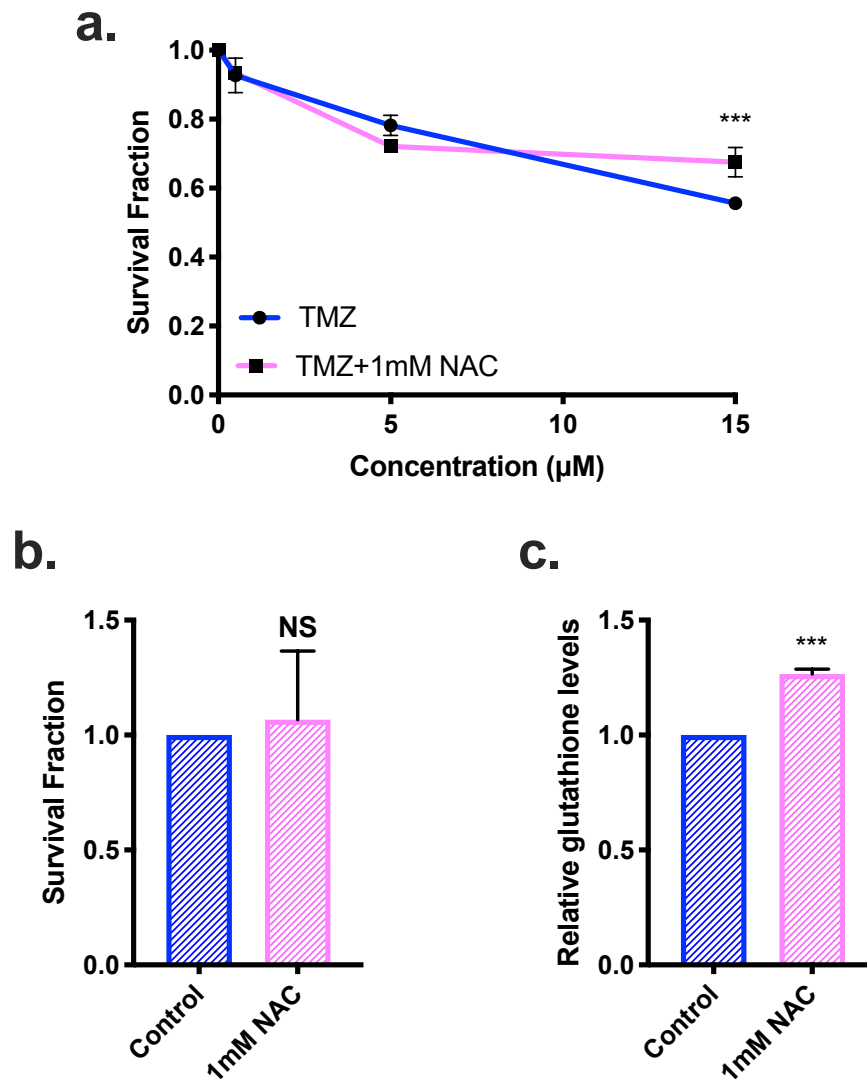 a.
1.0
0.8
0.6
0.4
0.2
0.0
Survival Fraction
***
TMZ
TMZ+1mM NAC
0 5 10 15
Concentration (µM)
b.
1.5
1.0
0.5
0.0
Survival Fraction
NS
Control
1mM NAC
c.
1.5
1.0
0.5
0.0
Relative glutathione levels
***
Control
1mM NAC